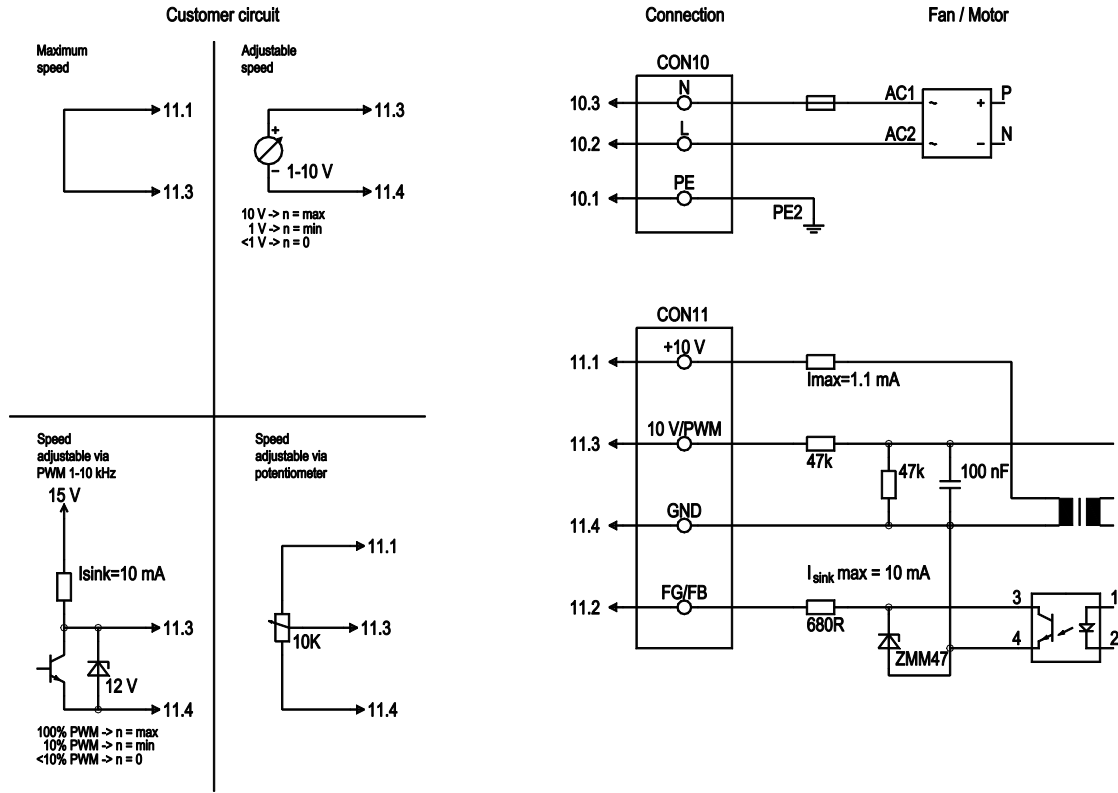 Customer circuit
Connection
Fan / Motor
Maximum
speed
11.1
11.3
Adjustable
speed
11.3
+
− 1-10 V
11.4
10 V -> n = max
1 V -> n = min
<1 V -> n = 0
CON10
10.3
N
AC1
~
+
P
10.2
L
AC2
~
−
N
10.1
PE
PE2
CON11
11.1
+10 V
Imax=1.1 mA
11.3
10 V/PWM
47k
47k
100 nF
11.4
GND
11.2
FG/FB
Isink max = 10 mA
680R
ZMM47
3
4
1
2
Speed
adjustable via
PWM 1-10 kHz
15 V
Isink=10 mA
11.3
12 V
11.4
100% PWM -> n = max
10% PWM -> n = min
<10% PWM -> n = 0
Speed
adjustable via
potentiometer
11.1
11.3
10K
11.4